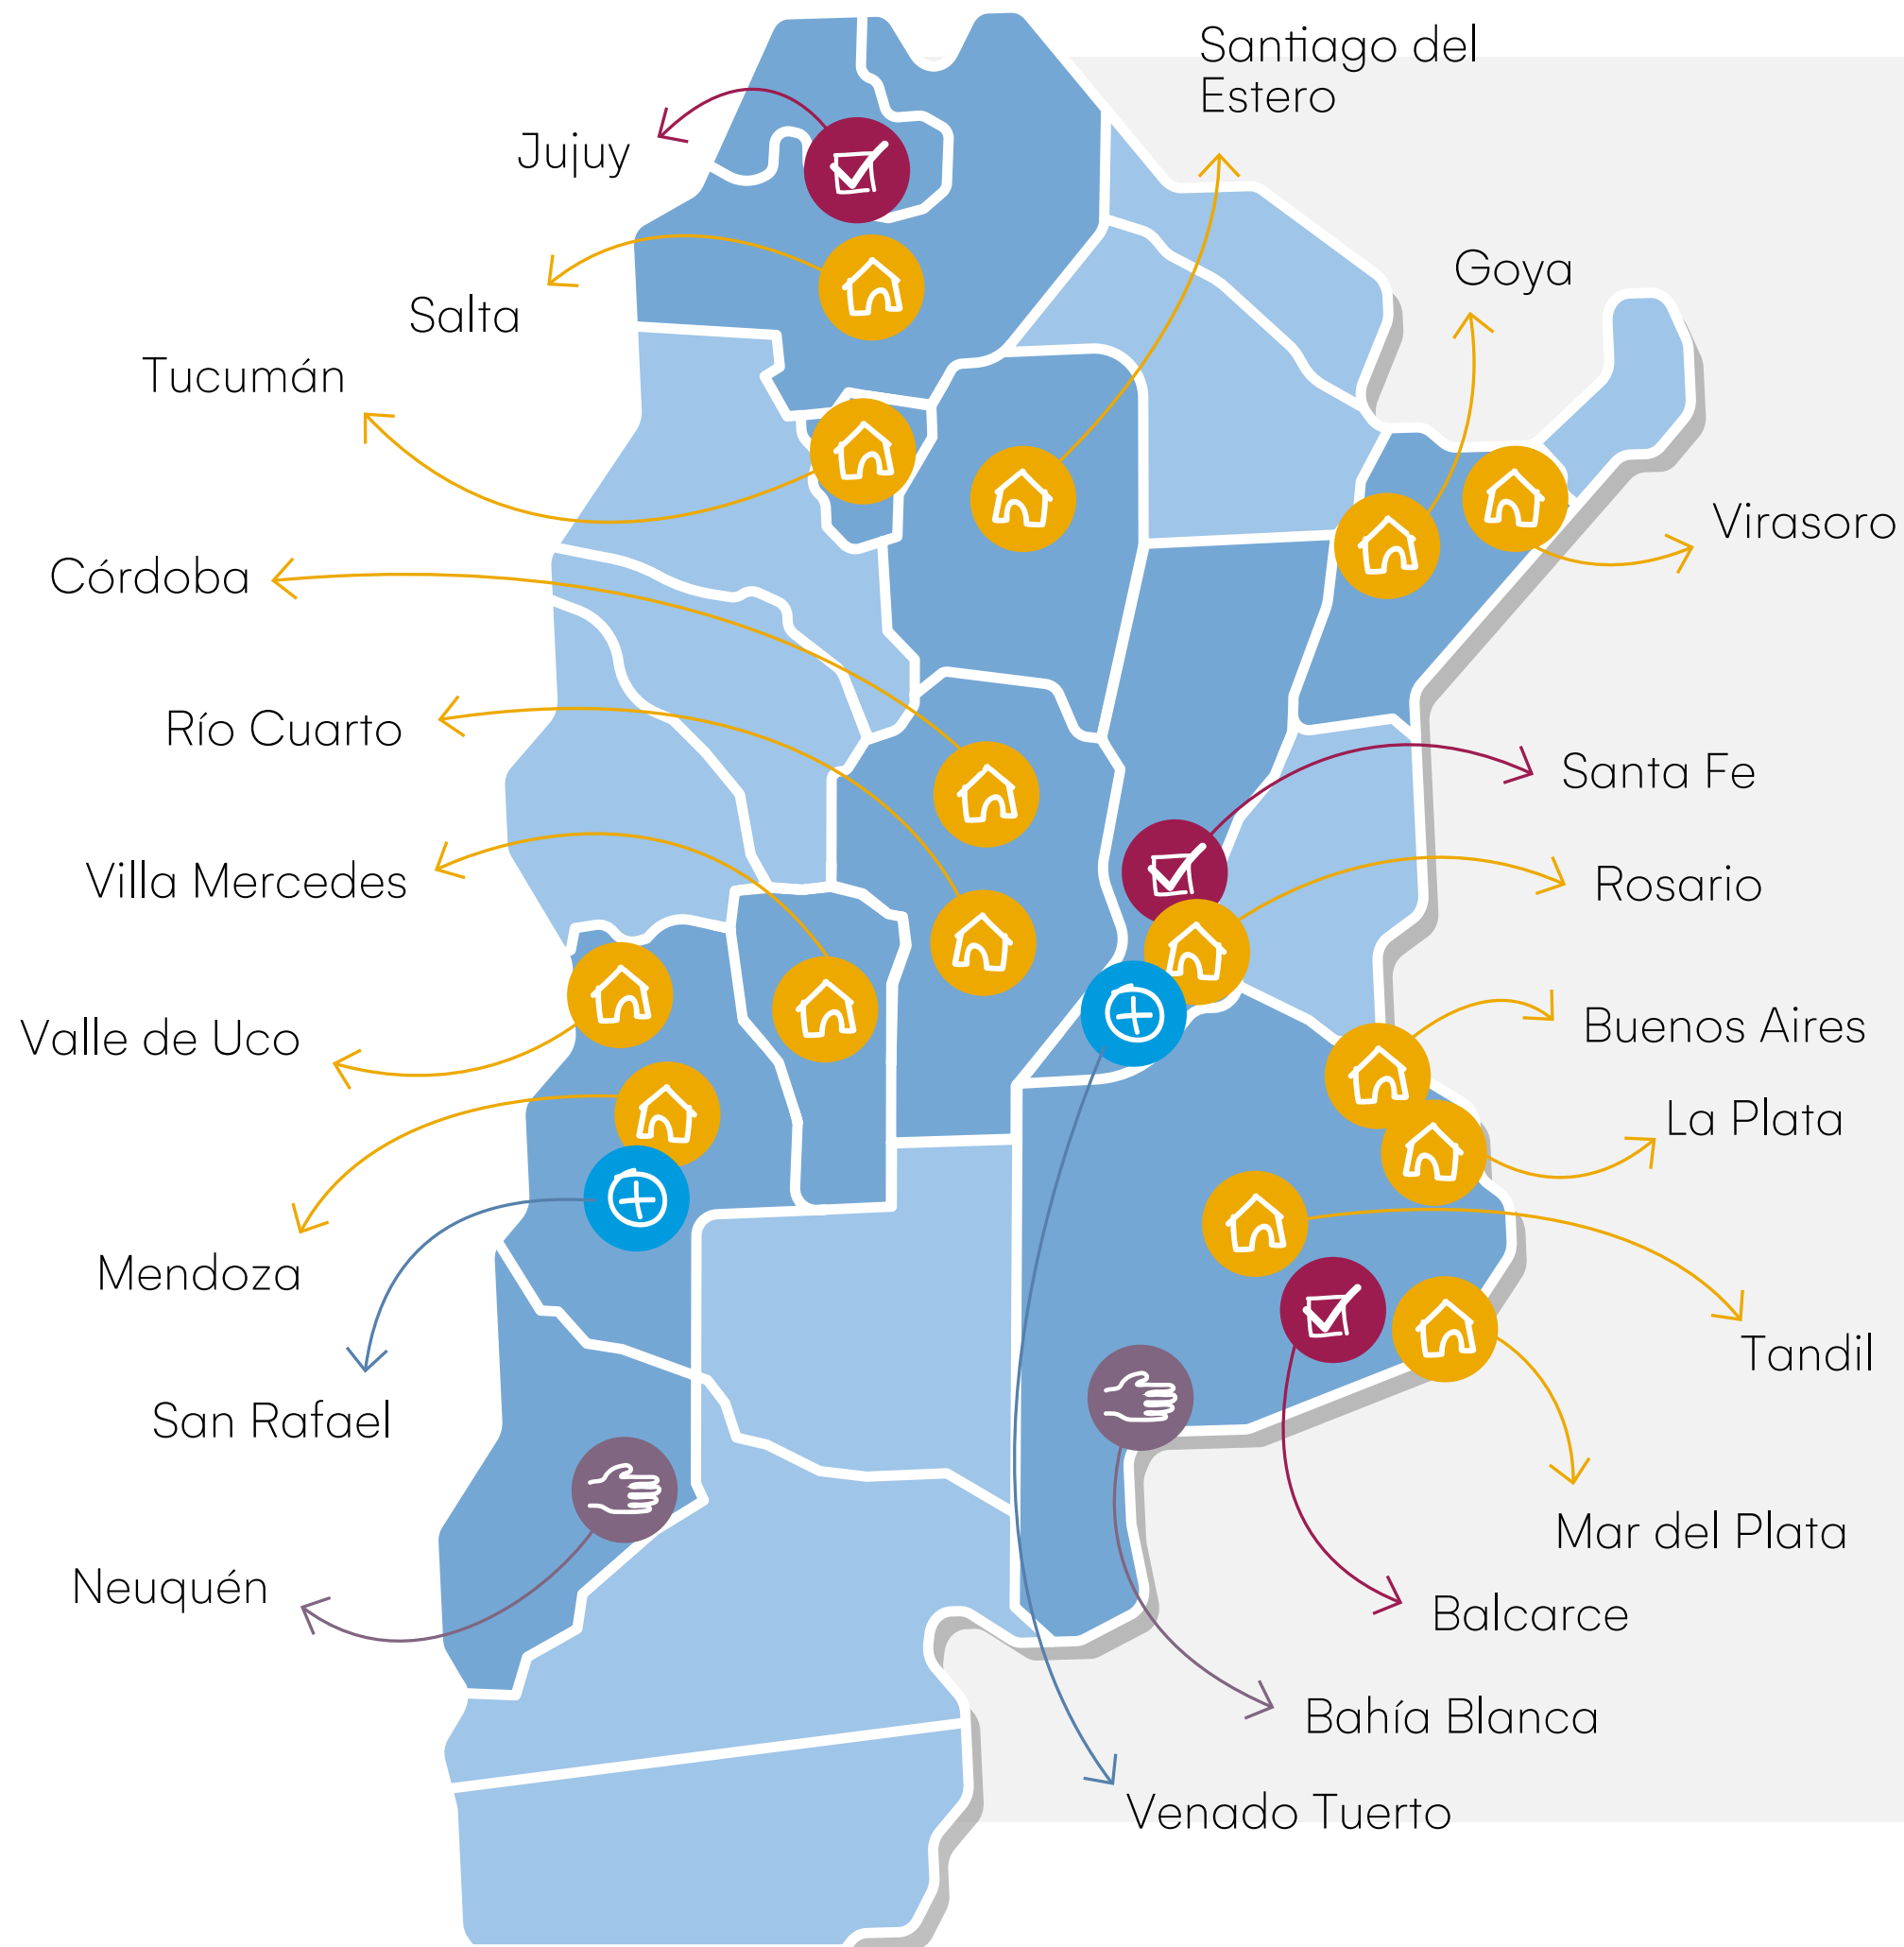 Santiago del
Estero
Jujuy
Goya
Salta
Tucumán
Virasoro
Córdoba
Río Cuarto
Santa Fe
Villa Mercedes
Rosario
Valle de Uco
Buenos Aires
La Plata
Mendoza
Tandil
San Rafael
Mar del Plata
Neuquén
Balcarce
Bahía Blanca
Venado Tuerto